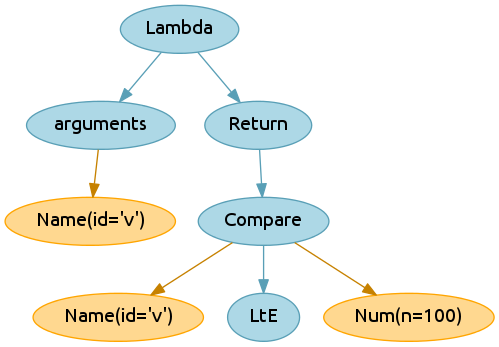 Lambda
arguments
Return
Name(id='v')
Compare
Name(id='v')
LtE
Num(n=100)